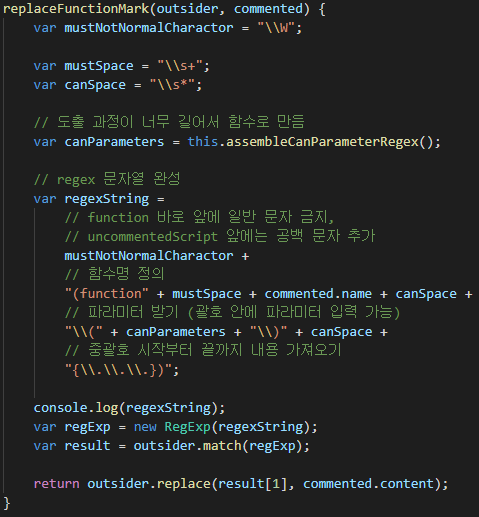 replaceFunctionMark(outsider, commented) {
var mustNotNormalCharactor = "\\W";
var mustSpace = "\\s+";
var canSpace = "\\s*";
// 도출 과정이 너무 길어서 함수로 만듬
var canParameters = this.assembleCanParameterRegex();
// regex 문자열 완성
var regexString =
// function 바로 앞에 일반 문자 금지,
// uncommentedScript 앞에는 공백 문자 추가
mustNotNormalCharactor +
// 함수명 정의
"(function" + mustSpace + commented.name + canSpace +
// 파라미터 받기 (괄호 안에 파라미터 입력 가능)
"\\(" + canParameters + "\\)" + canSpace +
// 중괄호 시작부터 끝까지 내용 가져오기
"{\\.\\.\\.})";
console.log(regexString);
var regExp = new RegExp(regexString);
var result = outsider.match(regExp);
return outsider.replace(result[1], commented.content);
}